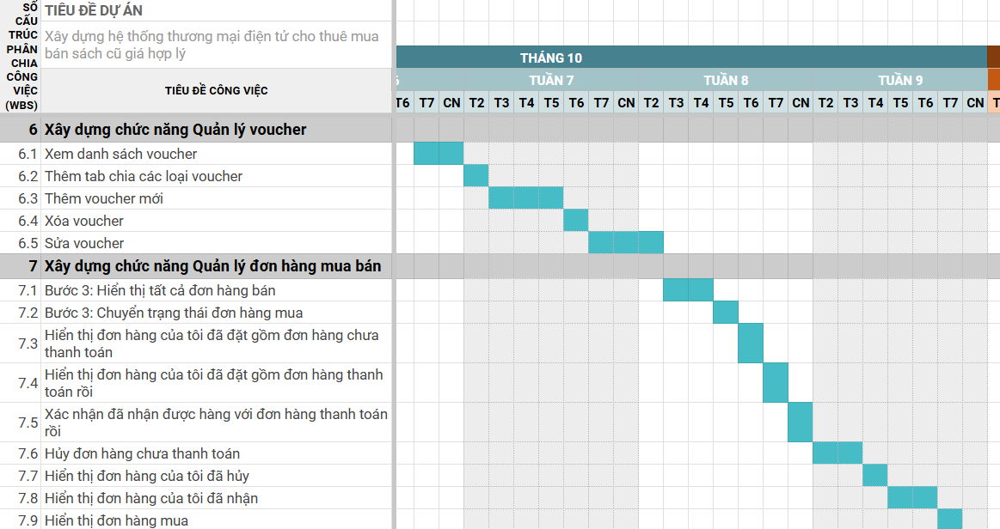 SỐ
CẤU
TRÚC
PHÂN
CHIA
CÔNG
VIỆC
(WBS)
TIÊU ĐỀ DỰ ÁN
Xây dựng hệ thống thương mại điện tử cho thuê mua
bán sách cũ giá hợp lý
TIÊU ĐỀ CÔNG VIỆC
THÁNG 10
6 TUẦN 7 TUẦN 8 TUẦN 9
T6 T7 CN T2 T3 T4 T5 T6 T7 CN T2 T3 T4 T5 T6 T7 CN T2 T3 T4 T5 T6 T7 CN T
6 Xây dựng chức năng Quản lý voucher
6.1 Xem danh sách voucher
6.2 Thêm tab chia các loại voucher
6.3 Thêm voucher mới
6.4 Xóa voucher
6.5 Sửa voucher
7 Xây dựng chức năng Quản lý đơn hàng mua bán
7.1 Bước 3: Hiển thị tất cả đơn hàng bán
7.2 Bước 3: Chuyển trạng thái đơn hàng mua
7.3 Hiển thị đơn hàng của tôi đã đặt gồm đơn hàng chưa
thanh toán
7.4 Hiển thị đơn hàng của tôi đã đặt gồm đơn hàng thanh
toán rồi
7.5 Xác nhận đã nhận được hàng với đơn hàng thanh toán
rồi
7.6 Hủy đơn hàng chưa thanh toán
7.7 Hiển thị đơn hàng của tôi đã hủy
7.8 Hiển thị đơn hàng của tôi đã nhận
7.9 Hiển thị đơn hàng mua